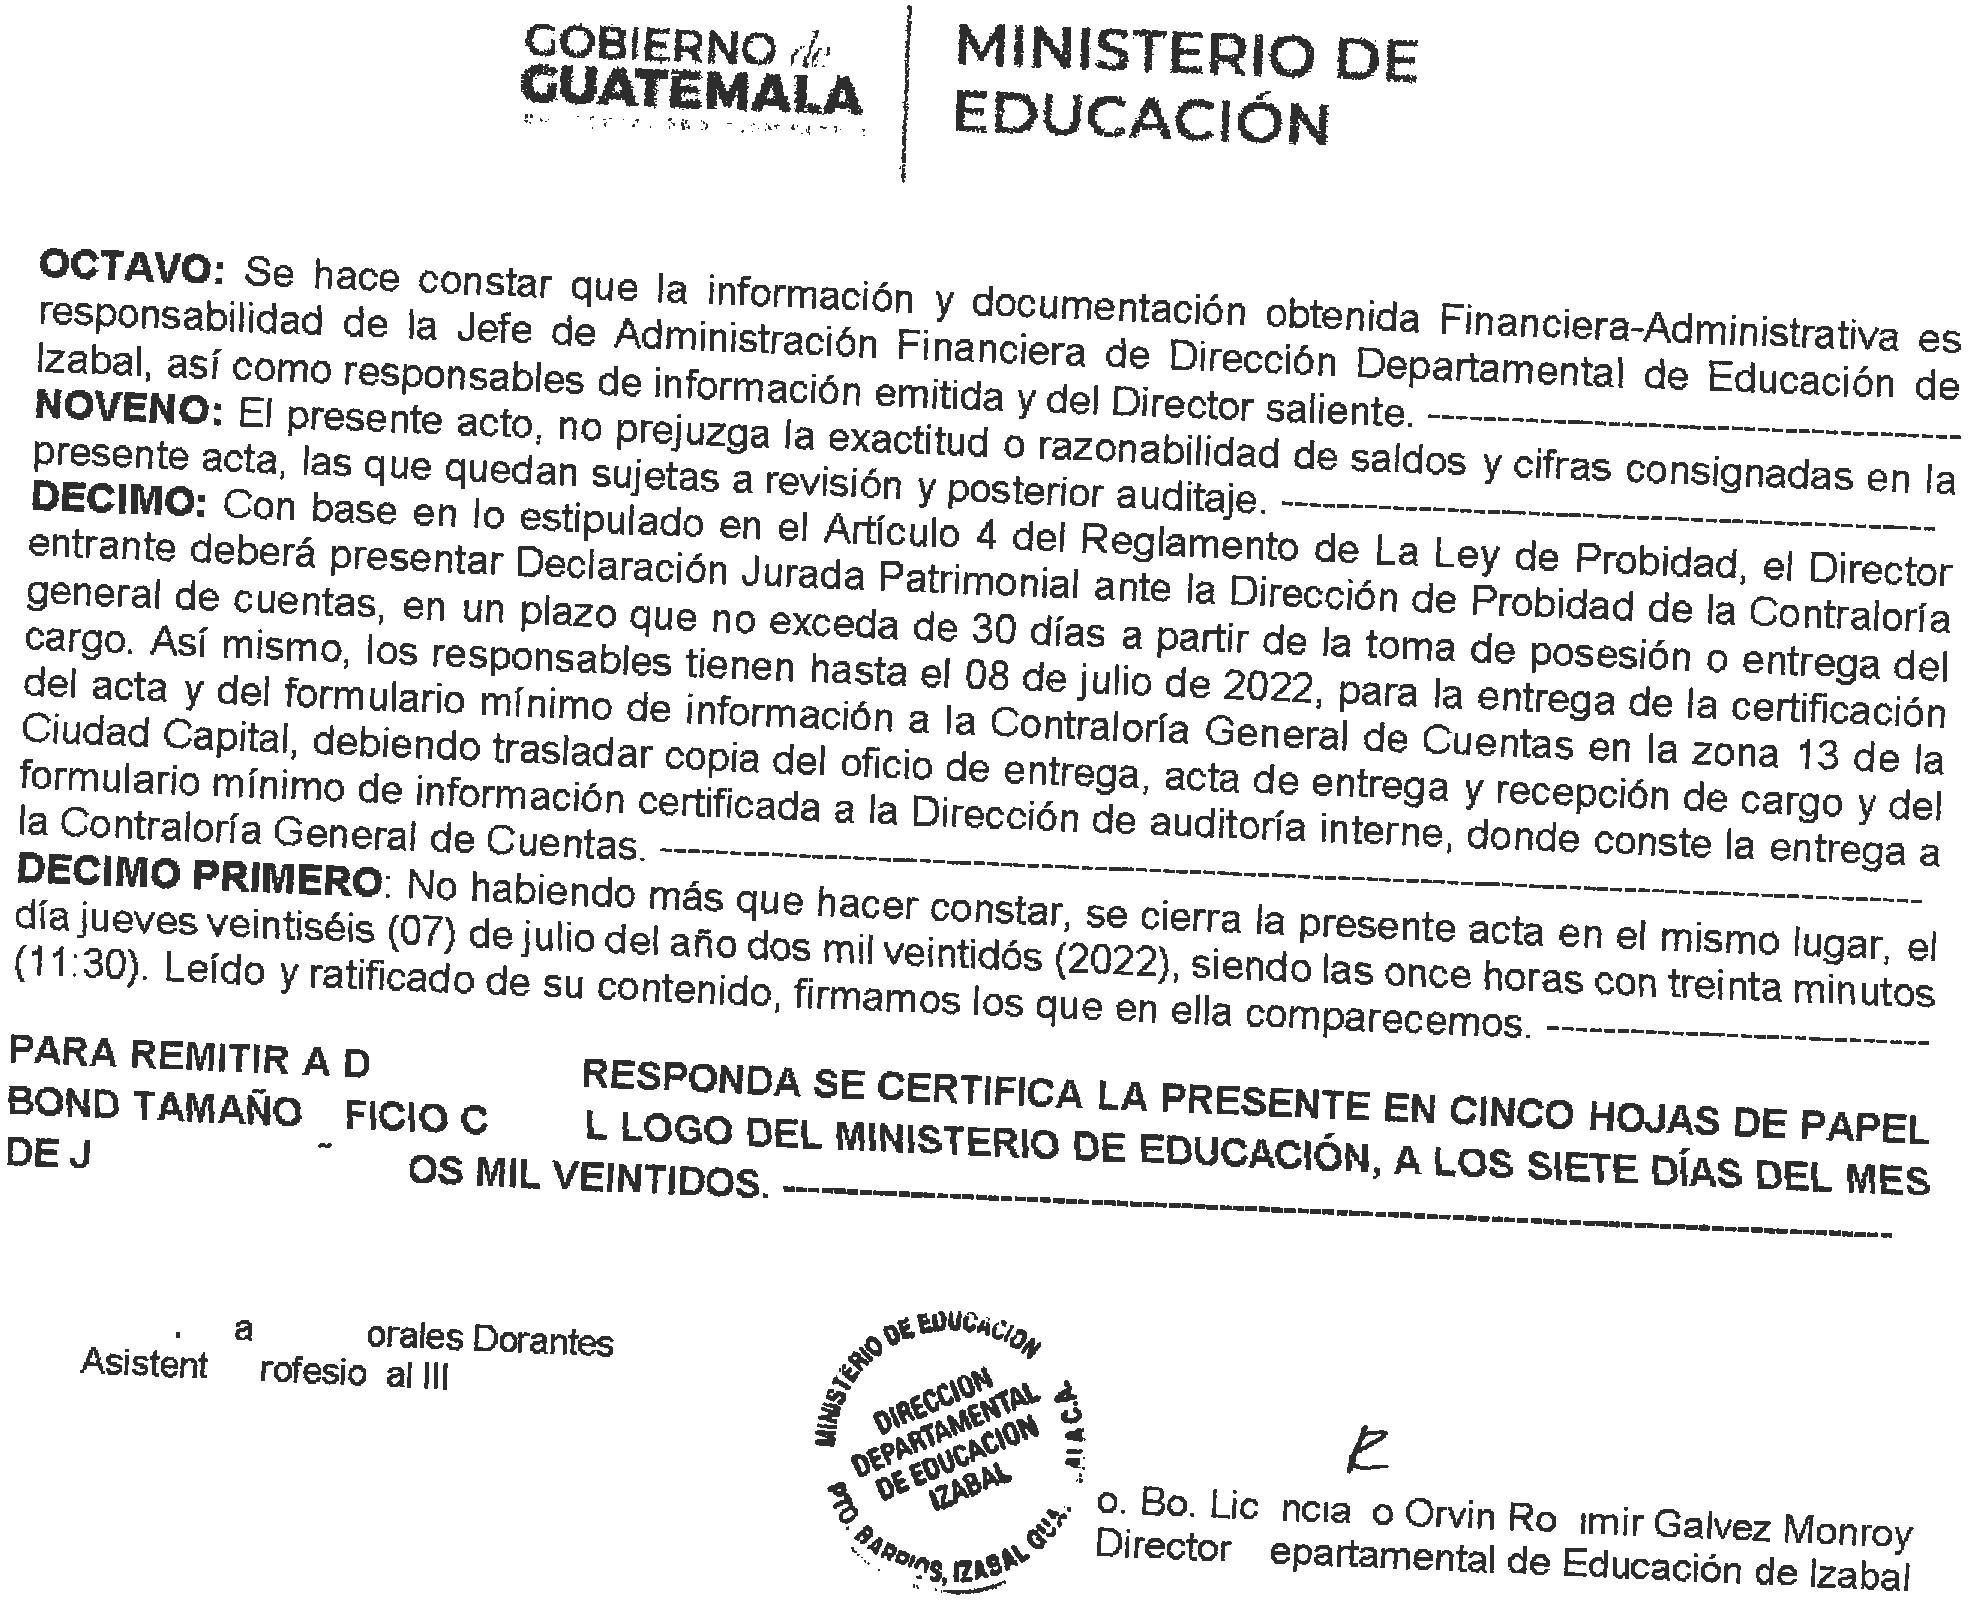 GOBIERNO de
GUATEMALA
MINISTERIO DE
EDUCACIÓN
OCTAVO: Se hace constar que la información y documentación obtenida Financiera-Administrativa es
responsabilidad de la Jefe de Administración Financiera de Dirección Departamental de Educación de
Izabal, así como responsables de información emitida y del Director saliente. ------------------------------
NOVENO: El presente acto, no prejuzga la exactitud o razonabilidad de saldos y cifras consignadas en la
presente acta, las que quedan sujetas a revisión y posterior auditaje. ------------------------------
DECIMO: Con base en lo estipulado en el Artículo 4 del Reglamento de La Ley de Probidad, el Director
entrante deberá presentar Declaración Jurada Patrimonial ante la Dirección de Probidad de la Contraloría
general de cuentas, en un plazo que no exceda de 30 días a partir de la toma de posesión o entrega del
cargo. Así mismo, los responsables tienen hasta el 08 de julio de 2022, para la entrega de la certificación
del acta y del formulario mínimo de información a la Contraloría General de Cuentas en la zona 13 de la
Ciudad Capital, debiendo trasladar copia del oficio de entrega, acta de entrega y recepción de cargo y del
formulario mínimo de información certificada a la Dirección de auditoría interne, donde conste la entrega a
la Contraloría General de Cuentas. ------------------------------
DECIMO PRIMERO: No habiendo más que hacer constar, se cierra la presente acta en el mismo lugar, el
día jueves veintiséis (07) de julio del año dos mil veintidós (2022), siendo las once horas con treinta minutos
(11:30). Leído y ratificado de su contenido, firmamos los que en ella comparecemos. ------------------------------
PARA REMITIR A D RESPONDA SE CERTIFICA LA PRESENTE EN CINCO HOJAS DE PAPEL
BOND TAMAÑO FICIO C L LOGO DEL MINISTERIO DE EDUCACIÓN, A LOS SIETE DÍAS DEL MES
DE J OS MIL VEINTIDOS. ------------------------------
a orales Dorantes
Asistent rofesio al III
MINISTERIO DE EDUCACION
DIRECCION
DEPARTAMENTAL
DE EDUCACION
IZABAL
PTO. BARRIOS, IZABAL GUA. C.A.
o. Bo. Lic ncia o Orvin Ro imir Galvez Monroy
Director epartamental de Educación de Izabal